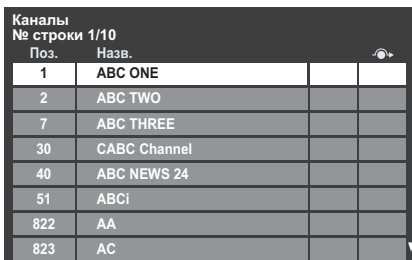 Каналы
№ строки 1/10
Поз. Назв.
1 ABC ONE
2 ABC TWO
7 ABC THREE
30 CABC Channel
40 ABC NEWS 24
51 ABCi
822 AA
823 AC